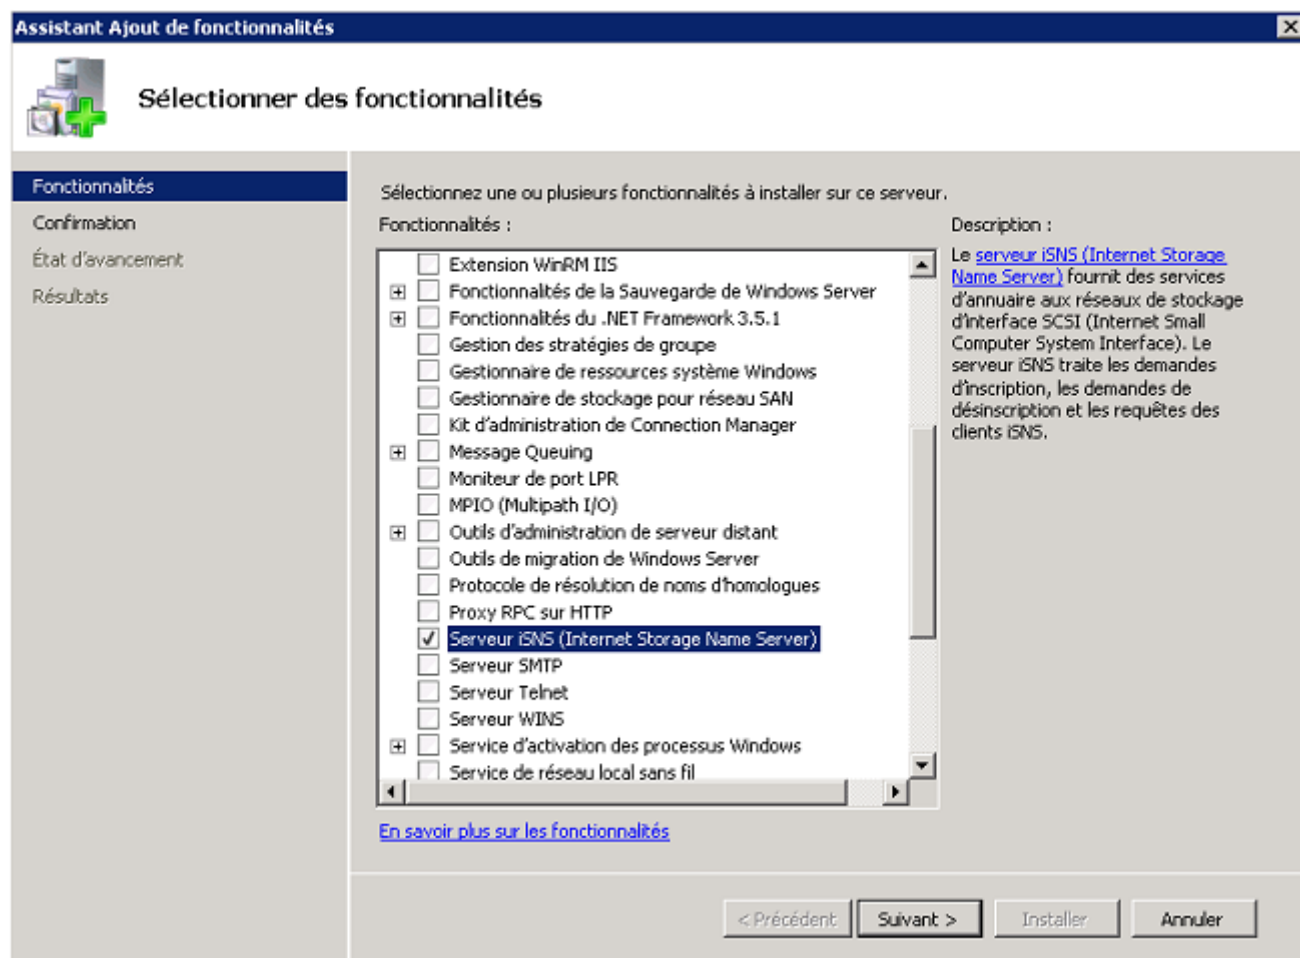 Assistant Ajout de fonctionnalités
Sélectionner des fonctionnalités
Fonctionnalités
Confirmation
État d'avancement
Résultats
Sélectionnez une ou plusieurs fonctionnalités à installer sur ce serveur.
Fonctionnalités :
Extension WinRM IIS
Fonctionnalités de la Sauvegarde de Windows Server
Fonctionnalités du .NET Framework 3.5.1
Gestion des stratégies de groupe
Gestionnaire de ressources système Windows
Gestionnaire de stockage pour réseau SAN
Kit d'administration de Connection Manager
Message Queuing
Moniteur de port LPR
MPIO (Multipath I/O)
Outils d'administration de serveur distant
Outils de migration de Windows Server
Protocole de résolution de noms d'homologues
Proxy RPC sur HTTP
Serveur iSNS (Internet Storage Name Server)
Serveur SMTP
Serveur Telnet
Serveur WINS
Service d'activation des processus Windows
Service de réseau local sans fil
En savoir plus sur les fonctionnalités
Description :
Le serveur iSNS (Internet Storage
Name Server) fournit des services
d'annuaire aux réseaux de stockage
d'interface SCSI (Internet Small
Computer System Interface). Le
serveur iSNS traite les demandes
d'inscription, les demandes de
désinscription et les requêtes des
clients iSNS.
< Précédent
Suivant >
Installer
Annuler